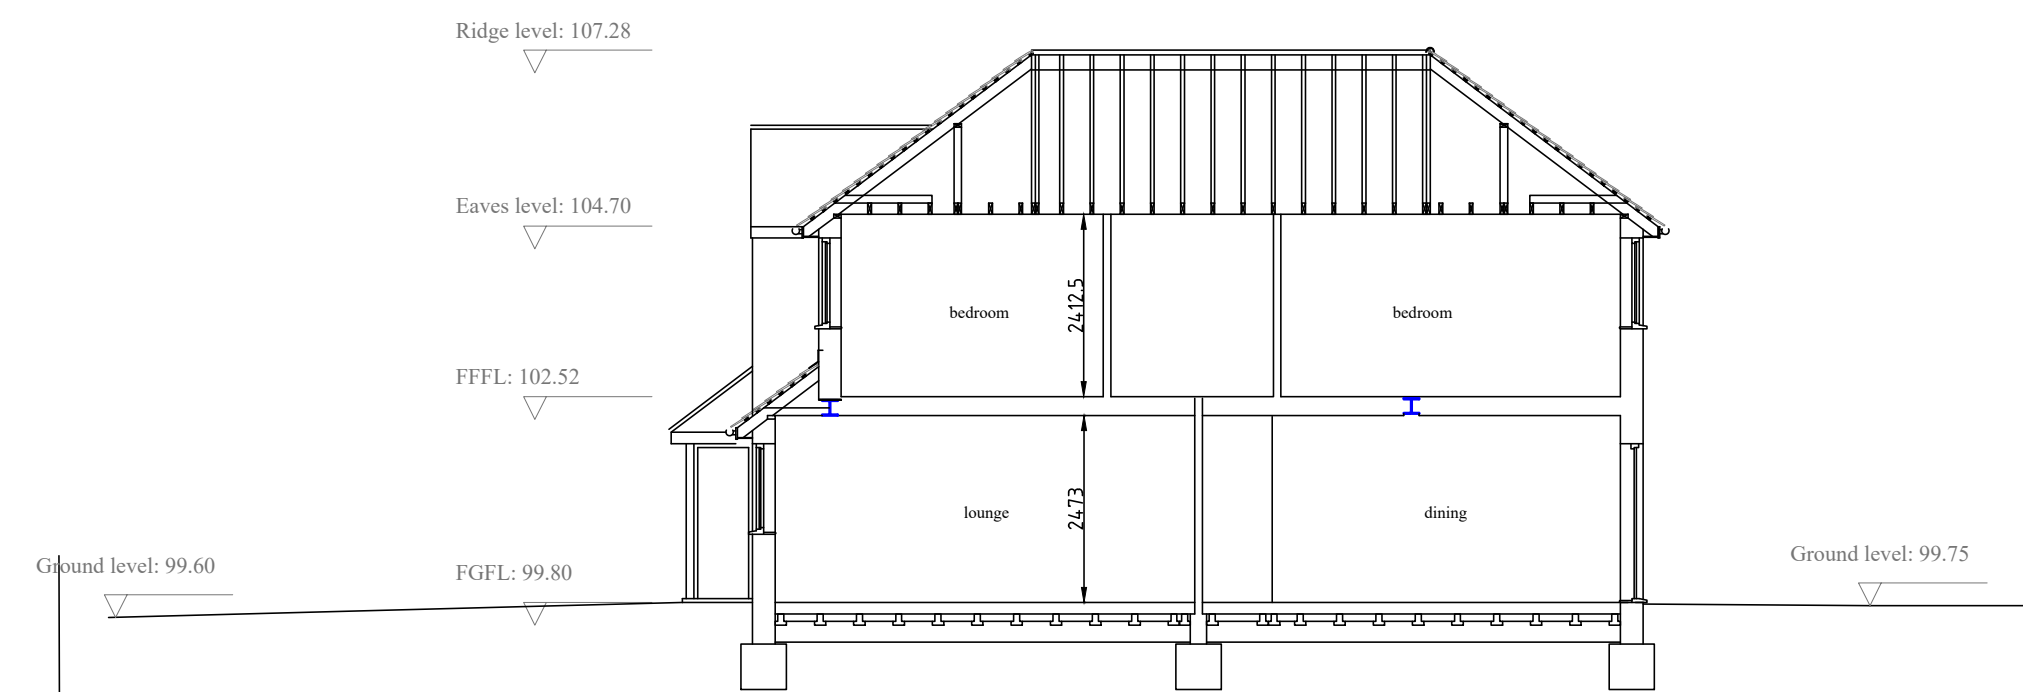 Ridge level: 107.28
Eaves level: 104.70
bedroom
2412.5
bedroom
FFFL: 102.52
lounge
2473
dining
Ground level: 99.60
FGFL: 99.80
Ground level: 99.75